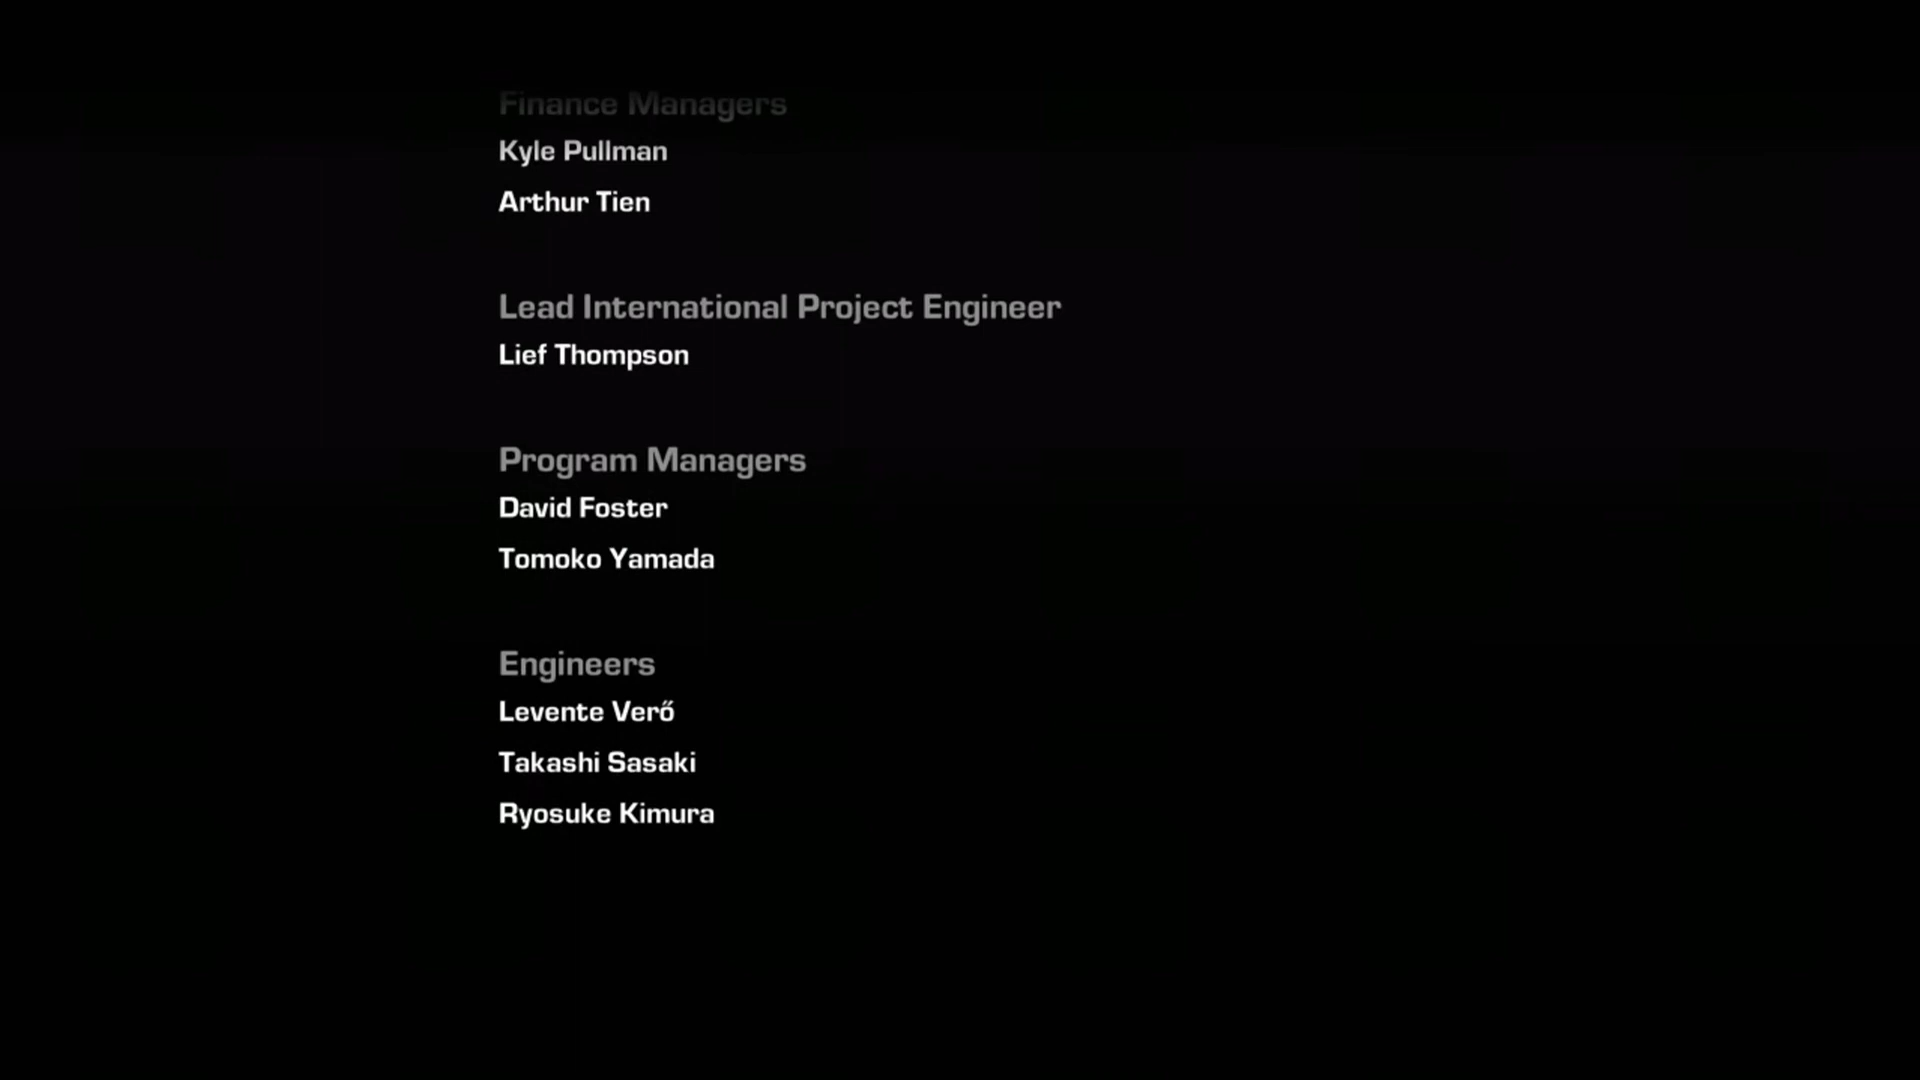 Finance Managers
Kyle Pullman
Arthur Tien
Lead International Project Engineer
Lief Thompson
Program Managers
David Foster
Tomoko Yamada
Engineers
Levente Verő
Takashi Sasaki
Ryosuke Kimura